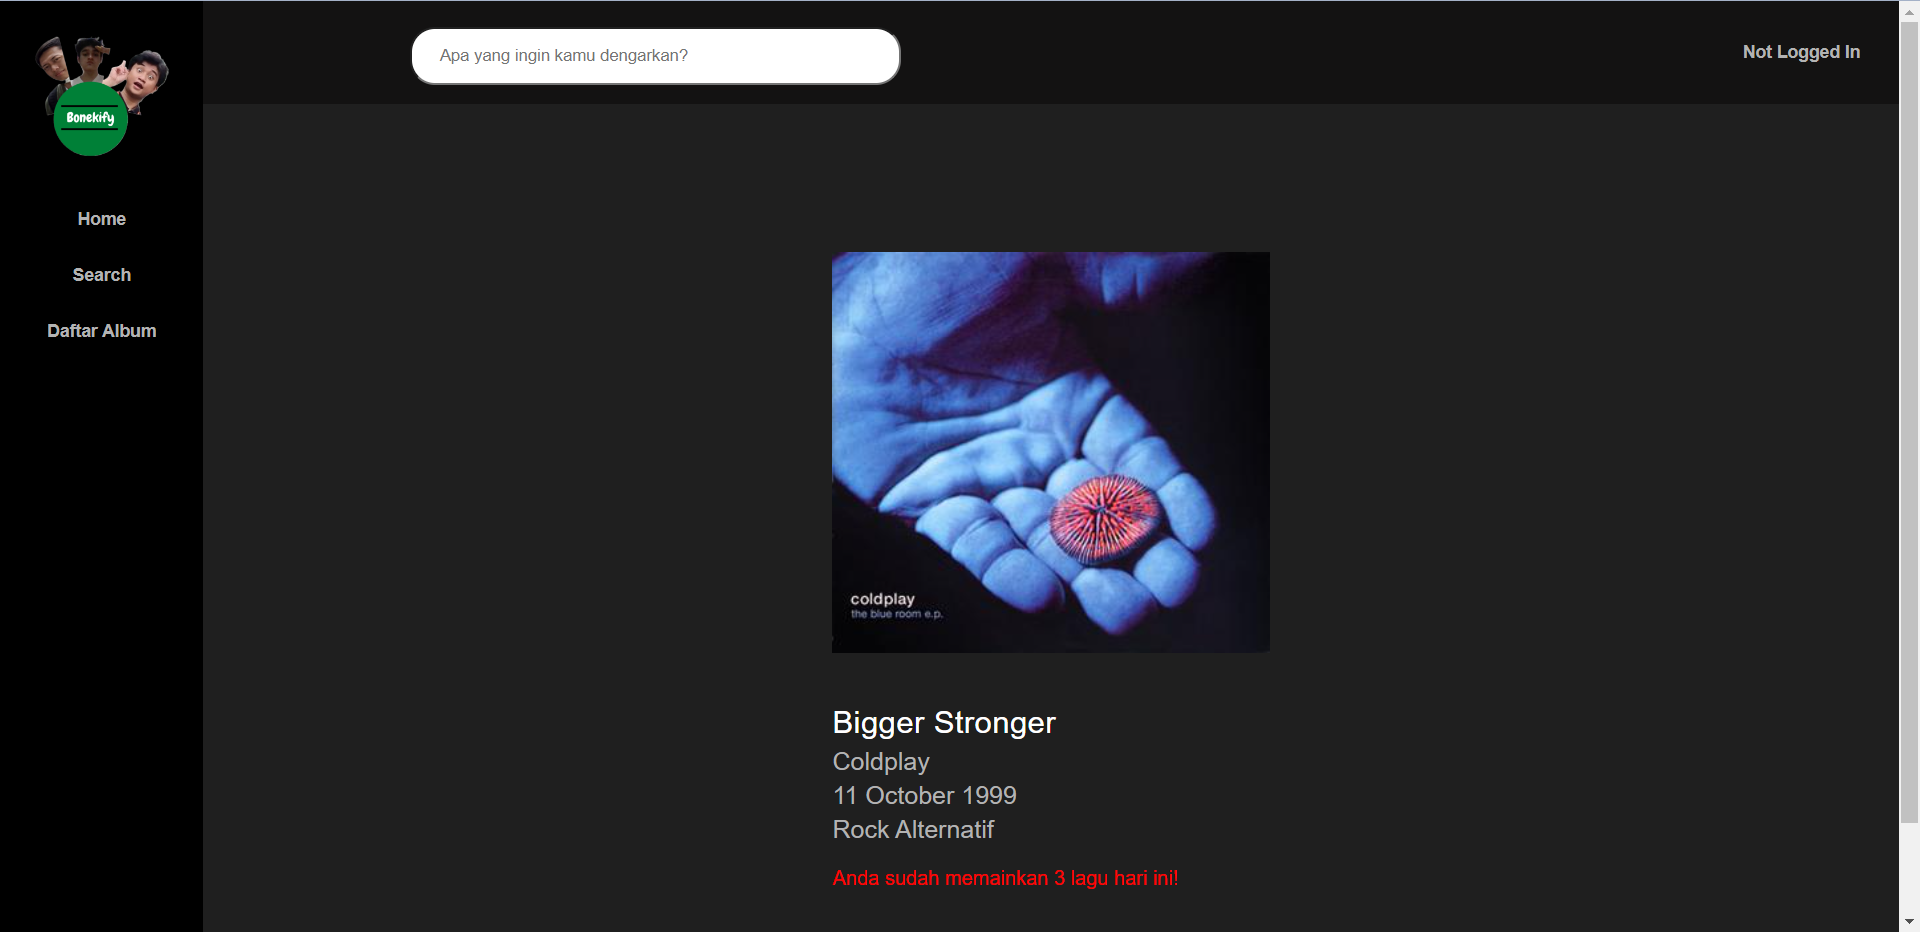 Bonekify
Home
Search
Daftar Album
Apa yang ingin kamu dengarkan?
Not Logged In
coldplay
the blue room e.p.
Bigger Stronger
Coldplay
11 October 1999
Rock Alternatif
Anda sudah memainkan 3 lagu hari ini!